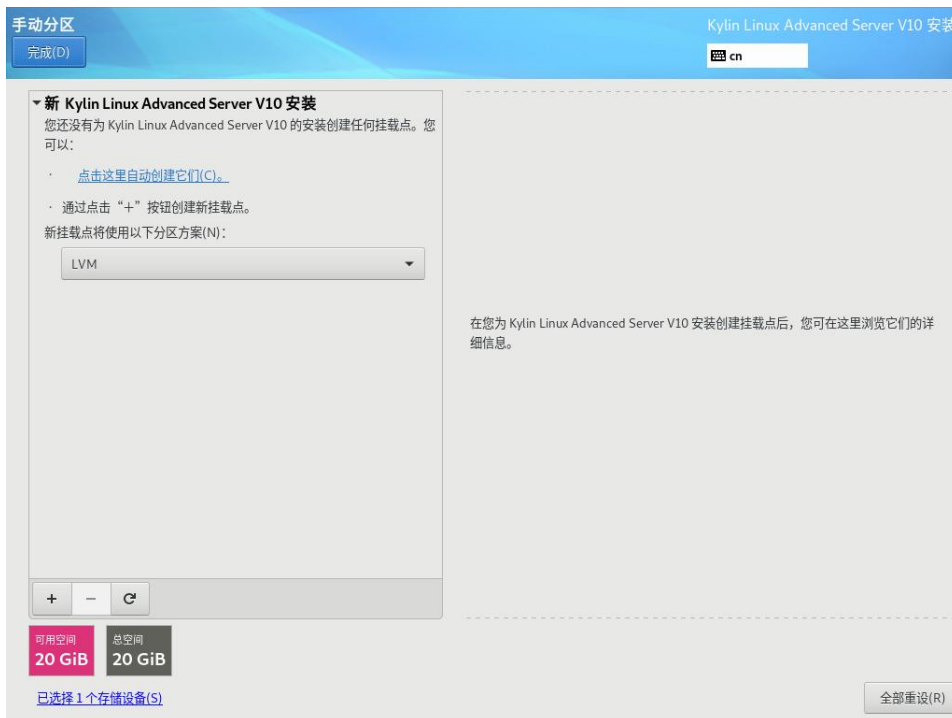 手动分区
Kylin Linux Advanced Server V10 安装
完成(D)
cn
新 Kylin Linux Advanced Server V10 安装
您还没有为 Kylin Linux Advanced Server V10 的安装创建任何挂载点。您
可以：
· 点击这里自动创建它们(C)。
· 通过点击“+”按钮创建新挂载点。
新挂载点将使用以下分区方案(N)：
LVM
在您为 Kylin Linux Advanced Server V10 安装创建挂载点后，您可在这里浏览它们的详
细信息。
+ −
可用空间
20 GiB
总空间
20 GiB
已选择 1 个存储设备(S)
全部重设(R)